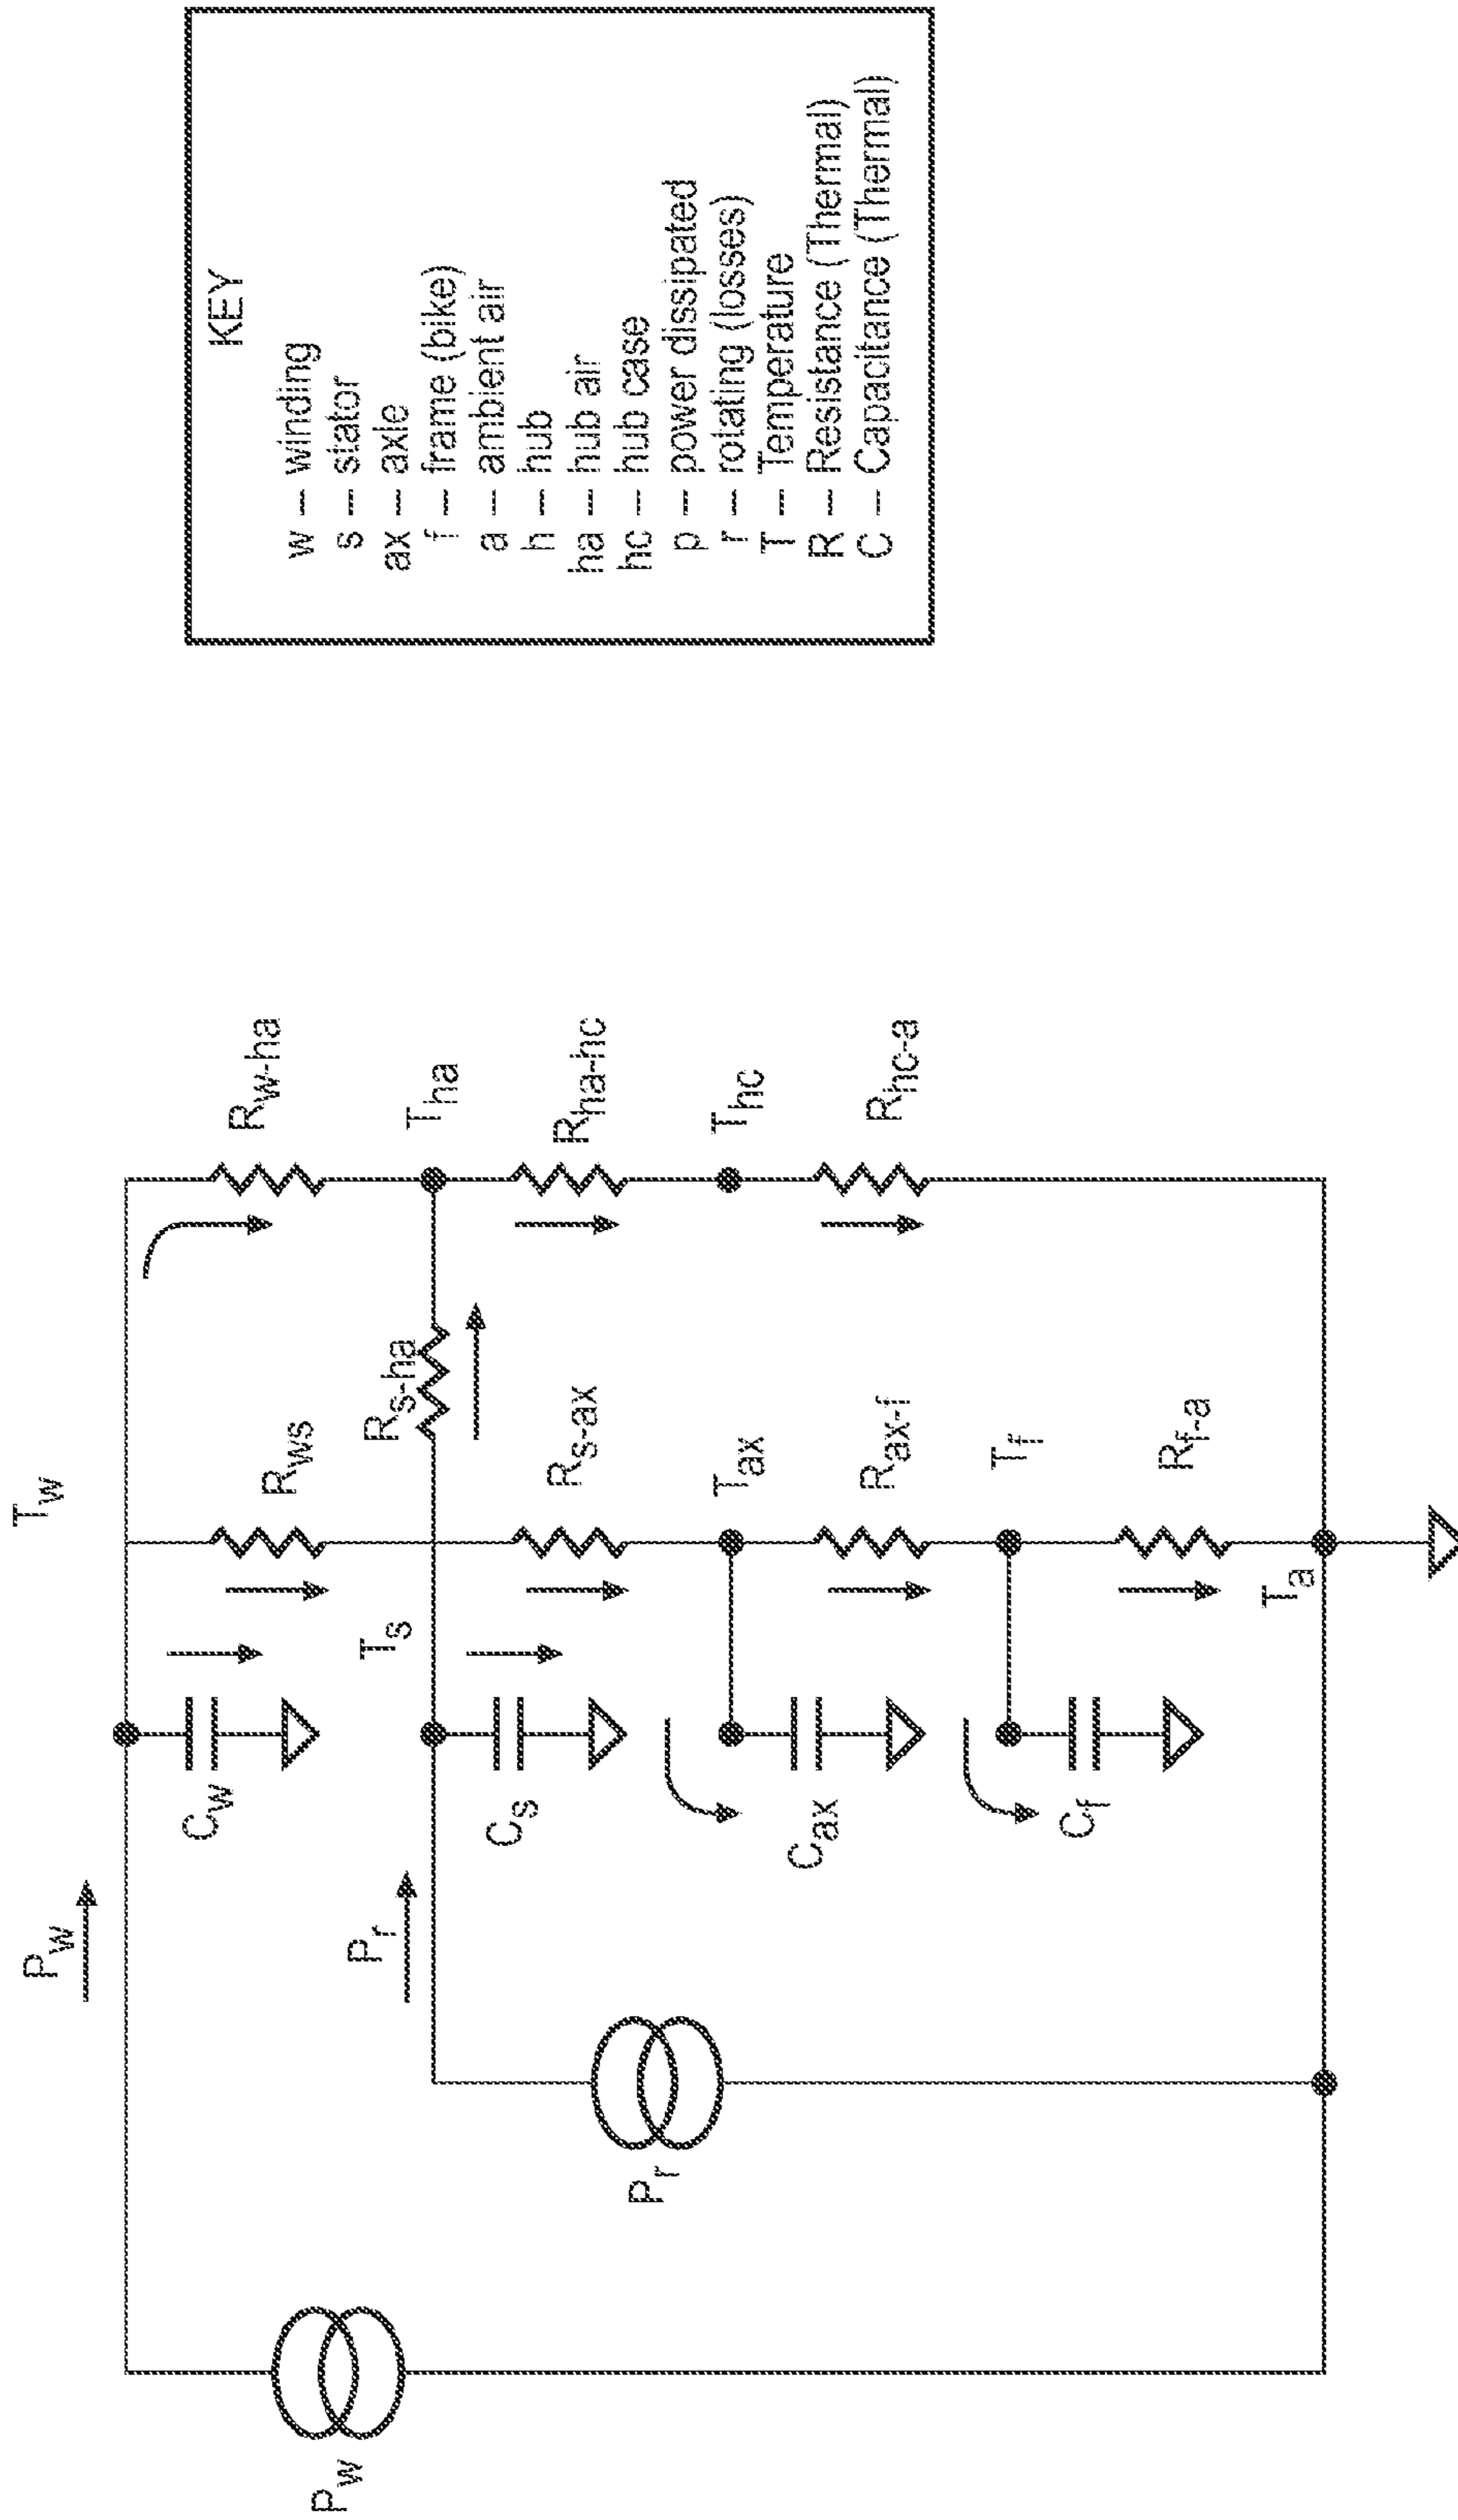 T_w
P_w
P_w
C_w
R_ws
R_w-ha
P_r
T_s
R_s-ha
T_ha
P_r
C_s
R_s-ax
R_ha-hc
T_ax
T_hc
C_ax
R_ax-f
R_hc-a
T_f
C_f
R_f-a
T_a
KEY
w -- winding
s -- stator
ax -- axle
f -- frame (bike)
a -- ambient air
h -- hub
ha -- hub air
hc -- hub case
p -- power dissipated
r -- rotating (losses)
T -- Temperature
R -- Resistance (Thermal)
C -- Capacitance (Thermal)